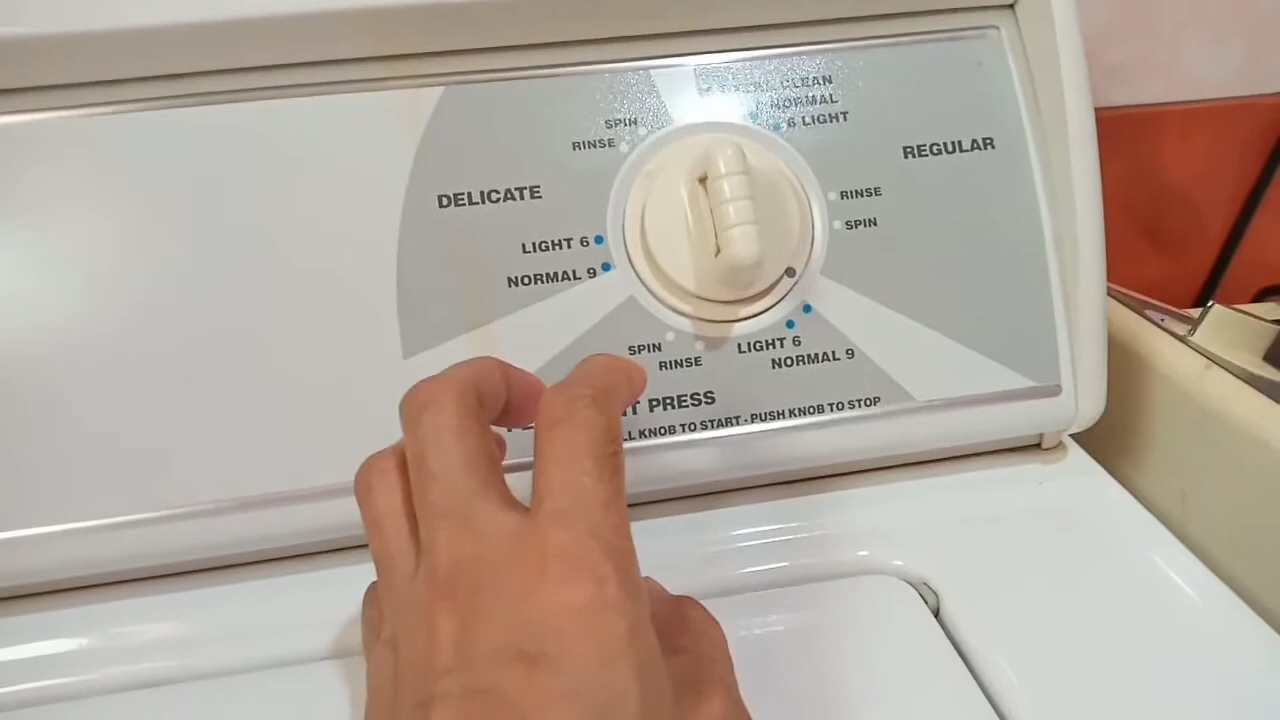 CLEAN
NORMAL
6 LIGHT
REGULAR
RINSE
SPIN
SPIN
RINSE
DELICATE
LIGHT 6
NORMAL 9
SPIN
RINSE
LIGHT 6
NORMAL 9
PRESS
KNOB TO START · PUSH KNOB TO STOP